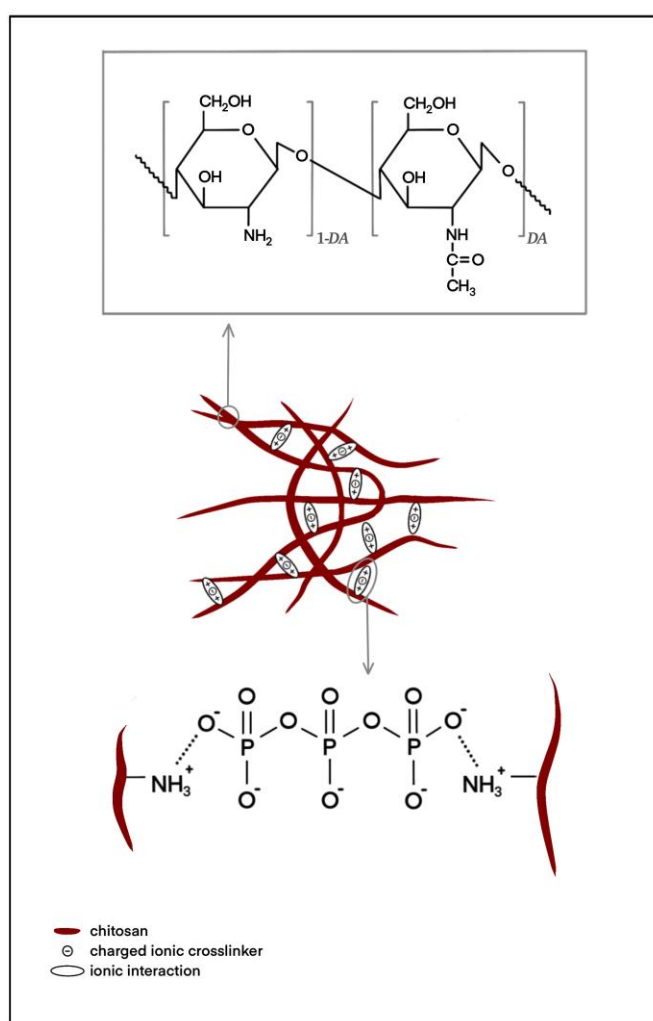 CH₂OH CH₂OH
O O
O O
OH OH
NH₂ 1-DA NH DA
C=O
CH₃
+ ⊖ +
O O O
O⁻ O O O⁻
P P P
NH₃⁺ O⁻ O⁻ O⁻ NH₃⁺
chitosan
⊖ charged ionic crosslinker
ionic interaction